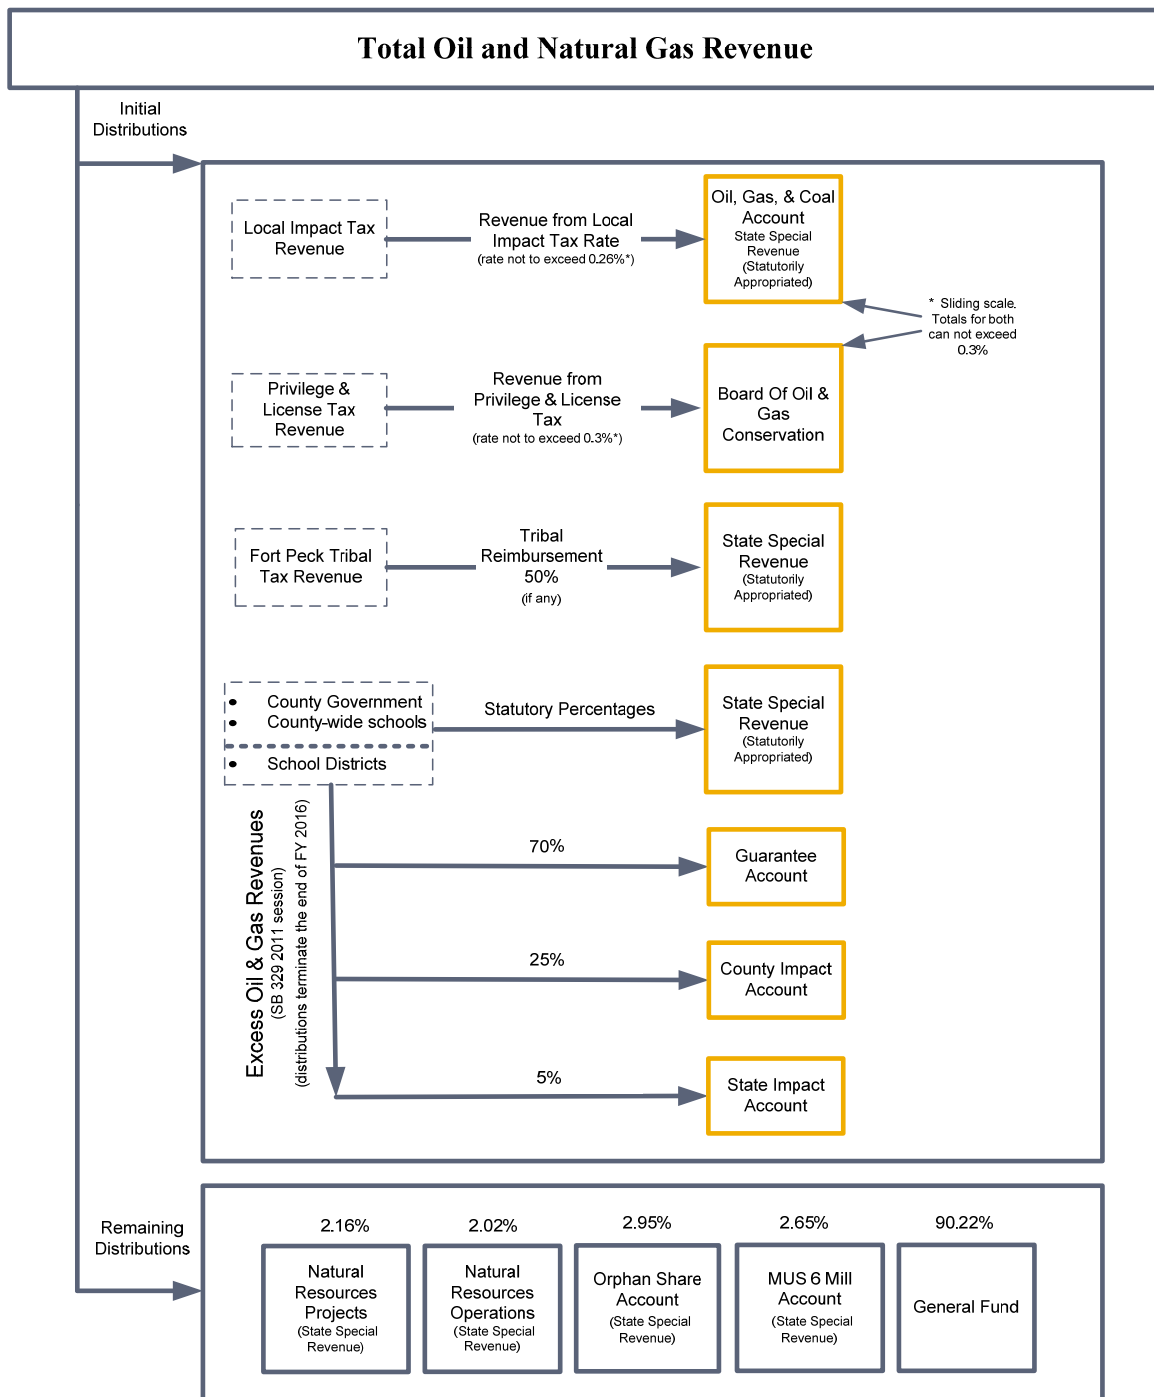 Total Oil and Natural Gas Revenue
Initial
Distributions
Local Impact Tax
Revenue
Revenue from Local
Impact Tax Rate
(rate not to exceed 0.26%*)
Oil, Gas, & Coal
Account
State Special
Revenue
(Statutorily
Appropriated)
* Sliding scale.
Totals for both
can not exceed
0.3%
Privilege &
License Tax
Revenue
Revenue from
Privilege & License
Tax
(rate not to exceed 0.3%*)
Board Of Oil &
Gas
Conservation
Fort Peck Tribal
Tax Revenue
Tribal
Reimbursement
50%
(if any)
State Special
Revenue
(Statutorily
Appropriated)
• County Government
• County-wide schools
• School Districts
Statutory Percentages
State Special
Revenue
(Statutorily
Appropriated)
Excess Oil & Gas Revenues
(SB 329 2011 session)
(distributions terminate the end of FY 2016)
70%
Guarantee
Account
25%
County Impact
Account
5%
State Impact
Account
Remaining
Distributions
2.16%
Natural
Resources
Projects
(State Special
Revenue)
2.02%
Natural
Resources
Operations
(State Special
Revenue)
2.95%
Orphan Share
Account
(State Special
Revenue)
2.65%
MUS 6 Mill
Account
(State Special
Revenue)
90.22%
General Fund